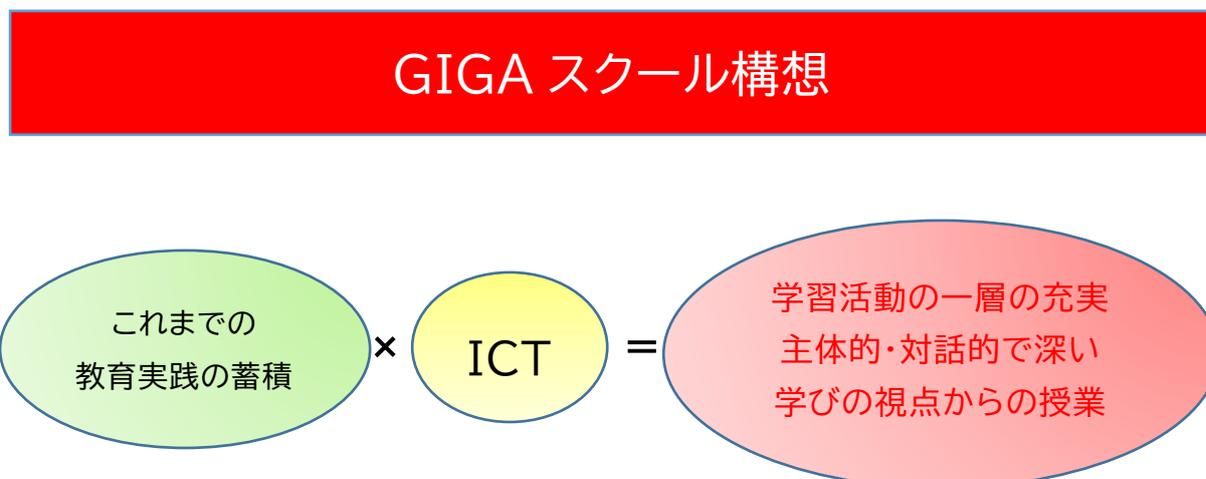 GIGA スクール構想
これまでの
教育実践の蓄積
×
ICT
=
学習活動の一層の充実
主体的・対話的で深い
学びの視点からの授業